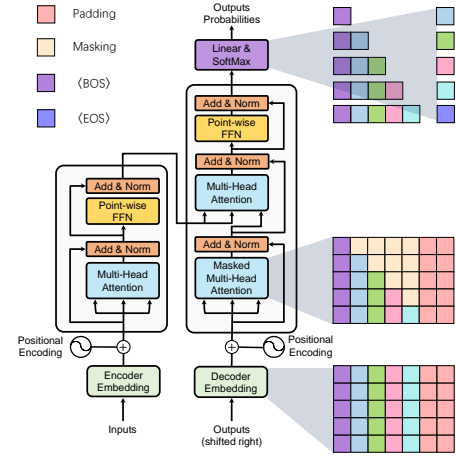 Padding
Masking
⟨BOS⟩
⟨EOS⟩
Outputs
Probabilities
Linear &
SoftMax
Add & Norm
Point-wise
FFN
Add & Norm
Multi-Head
Attention
Add & Norm
Masked
Multi-Head
Attention
Add & Norm
Point-wise
FFN
Add & Norm
Multi-Head
Attention
Positional
Encoding
Positional
Encoding
Encoder
Embedding
Decoder
Embedding
Inputs
Outputs
(shifted right)